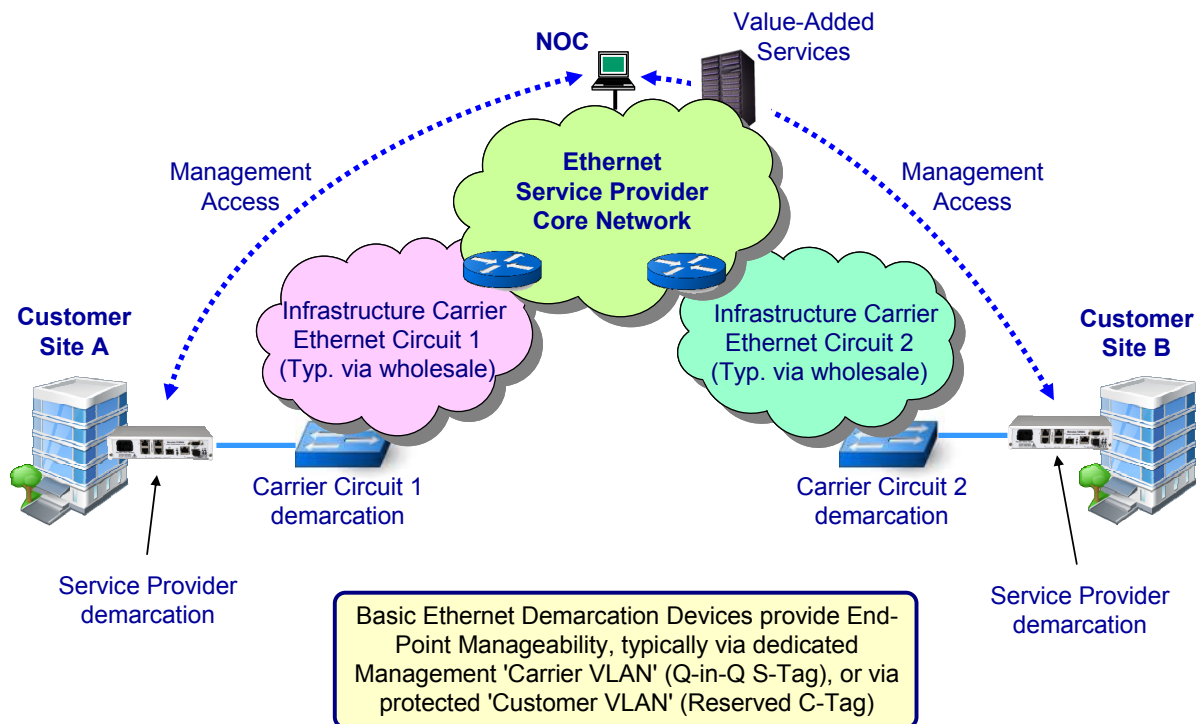 NOC
Value-Added
Services
Management
Access
Ethernet
Service Provider
Core Network
Management
Access
Customer
Site A
Infrastructure Carrier
Ethernet Circuit 1
(Typ. via wholesale)
Infrastructure Carrier
Ethernet Circuit 2
(Typ. via wholesale)
Customer
Site B
Carrier Circuit 1
demarcation
Carrier Circuit 2
demarcation
Service Provider
demarcation
Service Provider
demarcation
Basic Ethernet Demarcation Devices provide End-
Point Manageability, typically via dedicated
Management 'Carrier VLAN' (Q-in-Q S-Tag), or via
protected 'Customer VLAN' (Reserved C-Tag)